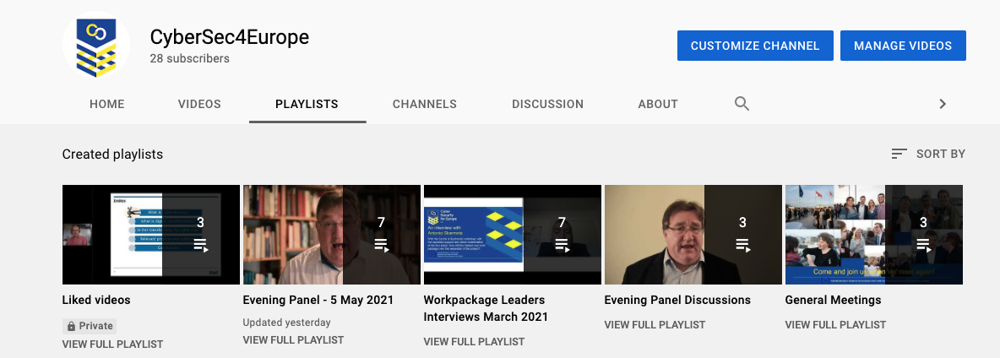 CyberSec4Europe
28 subscribers
CUSTOMIZE CHANNEL
MANAGE VIDEOS
HOME
VIDEOS
PLAYLISTS
CHANNELS
DISCUSSION
ABOUT
Created playlists
SORT BY
Index
3
7
Cyber
Security
for Europe
An interview with
Antonio Skarmeta
7
3
3
Come and join us when we meet again!
Liked videos
Private
VIEW FULL PLAYLIST
Evening Panel - 5 May 2021
Updated yesterday
VIEW FULL PLAYLIST
Workpackage Leaders
Interviews March 2021
VIEW FULL PLAYLIST
Evening Panel Discussions
VIEW FULL PLAYLIST
General Meetings
VIEW FULL PLAYLIST